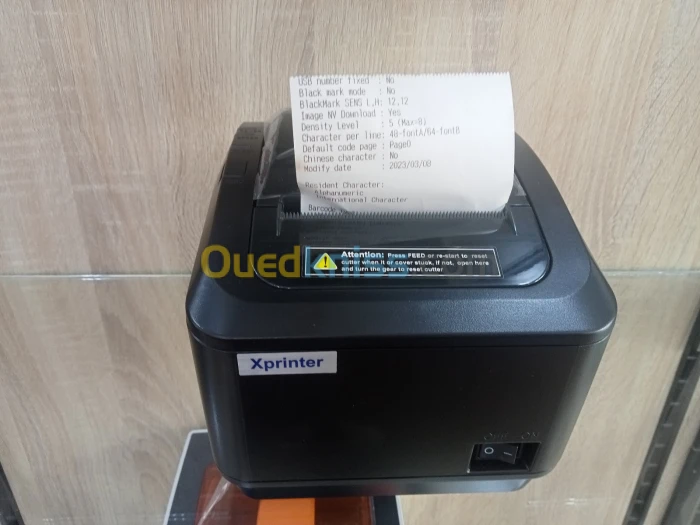 USB number fixed : No
Black mark mode : No
BlackMark SENS L,H: 12,12
Image NV Download : Yes
Density Level : 5 (Max=8)
Character per line: 48-fontA/64-fontB
Default code page : Page0
Chinese character : No
Modify date : 2023/03/08
Resident Character:
Alphanumeric
International Character
Barcode
Attention: Press FEED or re-start to reset
cutter when it or cover stuck. If not, open here
and turn the gear to reset cutter
Oued
Xprinter